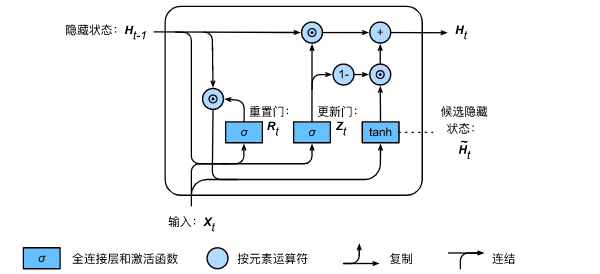 隐藏状态： H_{t-1}
H_t
⊙
+
1-
⊙
⊙
重置门：
R_t
更新门：
Z_t
σ
σ
tanh
候选隐藏
状态：
H̃_t
输入： X_t
σ 全连接层和激活函数
按元素运算符
复制
连结